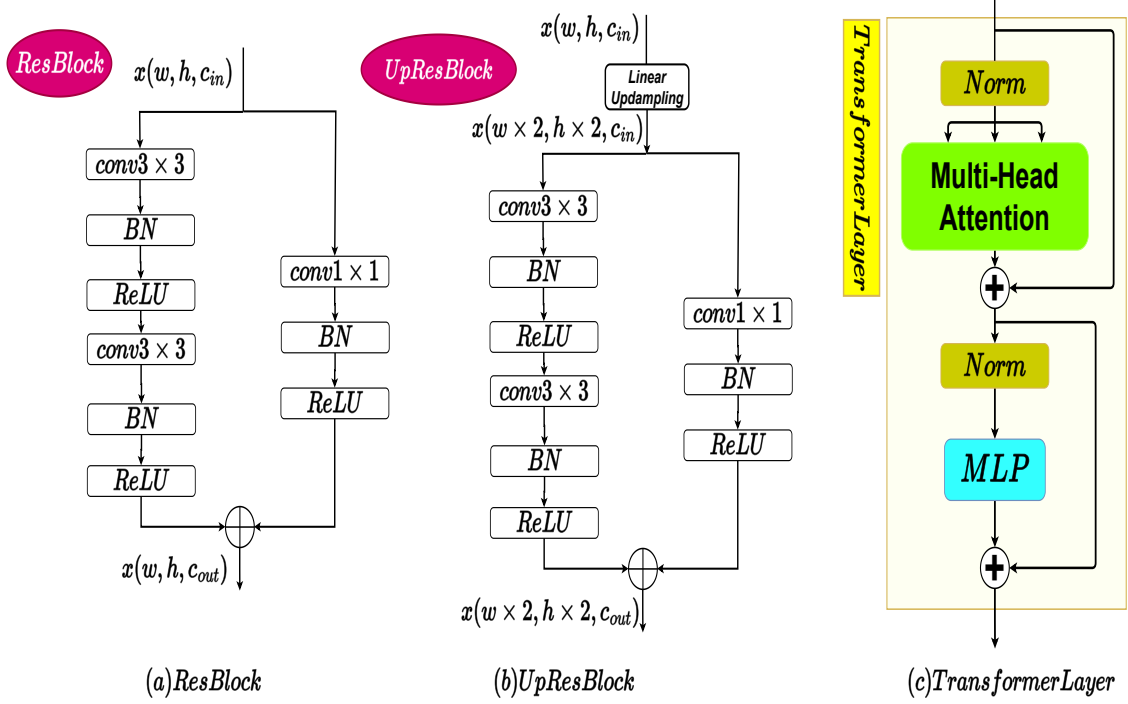 ResBlock
x(w, h, c_in)
conv3 × 3
BN
ReLU
conv3 × 3
BN
ReLU
conv1 × 1
BN
ReLU
x(w, h, c_out)
(a)ResBlock
UpResBlock
x(w, h, c_in)
Linear
Updampling
x(w × 2, h × 2, c_in)
conv3 × 3
BN
ReLU
conv3 × 3
BN
ReLU
conv1 × 1
BN
ReLU
x(w × 2, h × 2, c_out)
(b)UpResBlock
TransformerLayer
Norm
Multi-Head
Attention
+
Norm
MLP
+
(c)TransformerLayer